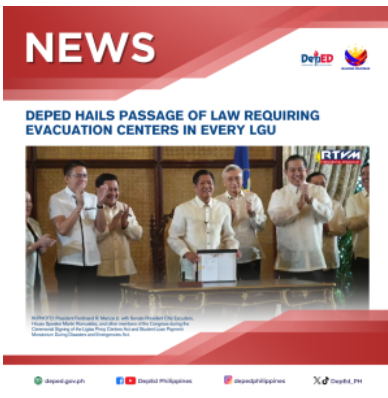 NEWS
DepED
DEPED HAILS PASSAGE OF LAW REQUIRING
EVACUATION CENTERS IN EVERY LGU
RTVM
PHOTO: President Ferdinand R. Marcos Jr. with Senate President Chiz Escudero,
House Speaker Martin Romualdez, and other members of the Congress during the
Ceremonial Signing of the Ligtas Pinoy Centers Act and Student Loan Payment
Moratorium During Disasters and Emergencies Act.
deped.gov.ph
DepEd Philippines
depedphilippines
DepEd_PH